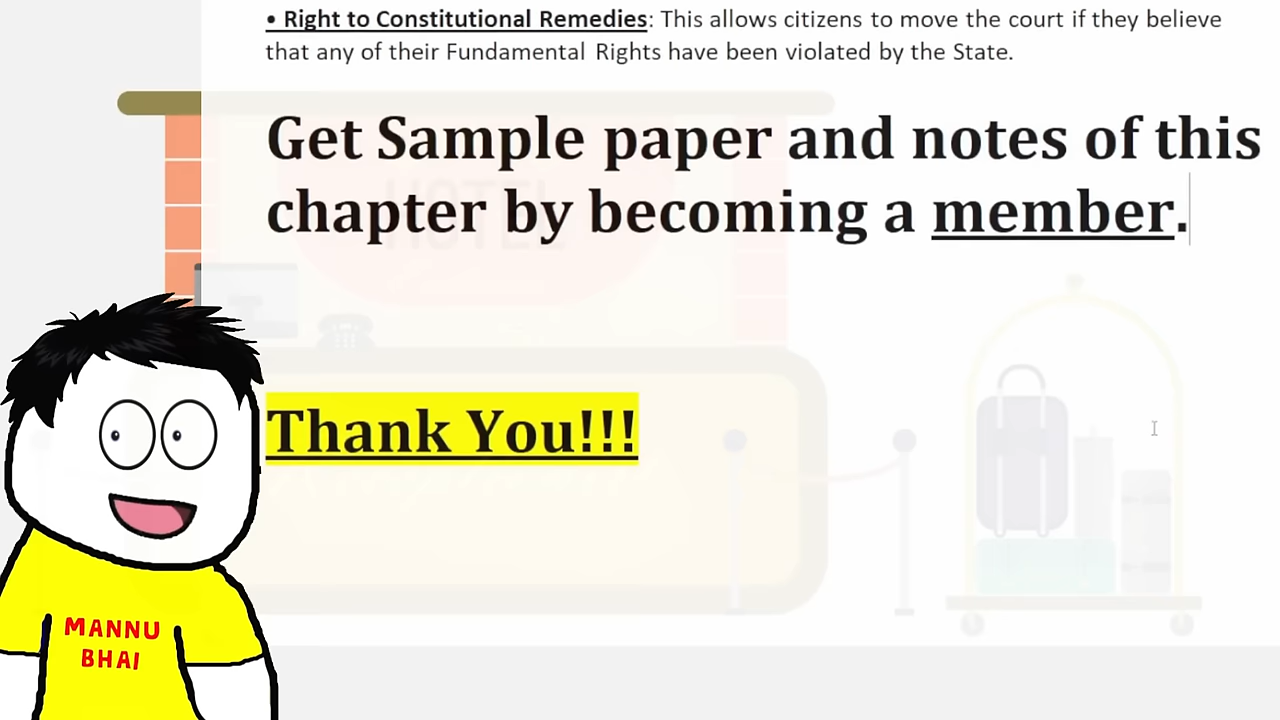 • Right to Constitutional Remedies: This allows citizens to move the court if they believe
that any of their Fundamental Rights have been violated by the State.
Get Sample paper and notes of this
chapter by becoming a member.
HOTEL
Thank You!!!
MANNU
BHAI